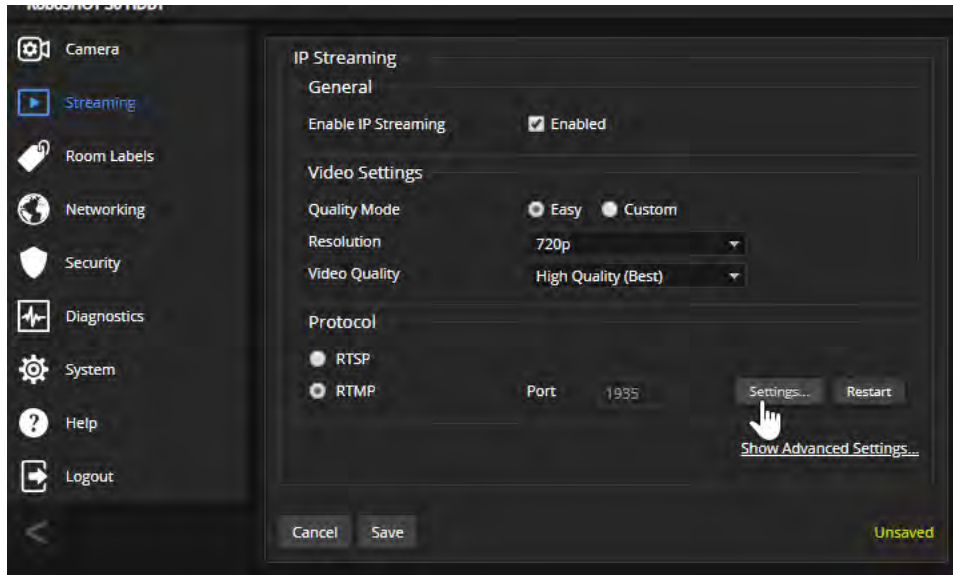 Camera
Streaming
Room Labels
Networking
Security
Diagnostics
System
Help
Logout
IP Streaming
General
Enable IP Streaming Enabled
Video Settings
Quality Mode Easy Custom
Resolution 720p
Video Quality High Quality (Best)
Protocol
RTSP
RTMP Port 1935 Settings... Restart
Show Advanced Settings...
Cancel Save Unsaved